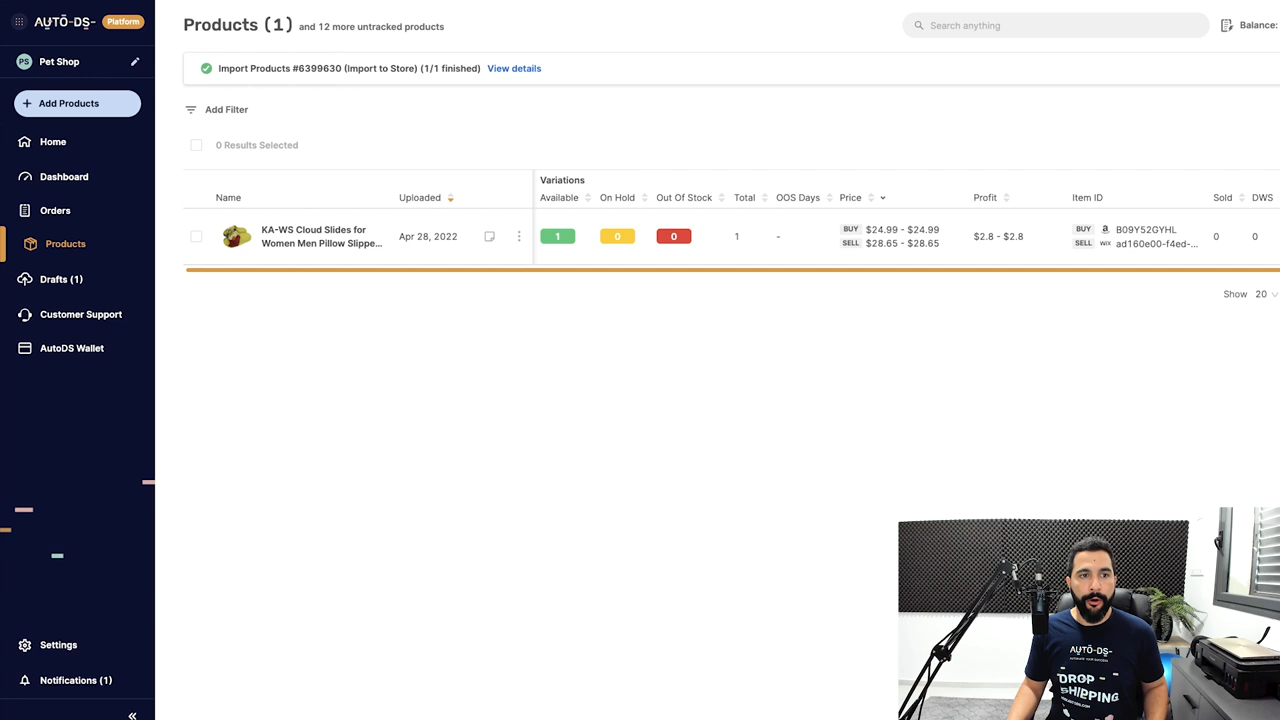 AUTO-DS-
Platform
Products (1) and 12 more untracked products
Search anything
Balance:
PS Pet Shop
Import Products #6399630 (Import to Store) (1/1 finished) View details
Add Products
Add Filter
Home
0 Results Selected
Dashboard
Variations
Name
Uploaded
Available
On Hold
Out Of Stock
Total
OOS Days
Price
Profit
Item ID
Sold
DWS
Orders
Products
KA-WS Cloud Slides for
Women Men Pillow Slippe...
Apr 28, 2022
1
0
0
1
-
BUY $24.99 - $24.99
SELL $28.65 - $28.65
$2.8 - $2.8
BUY a B09Y52GYHL
SELL WiX ad160e00-f4ed-...
0
0
Drafts (1)
Show 20
Customer Support
AutoDS Wallet
Settings
Notifications (1)
AUTO-DS-
AUTOMATE YOUR SUCCESS
DROP
SHIPPING